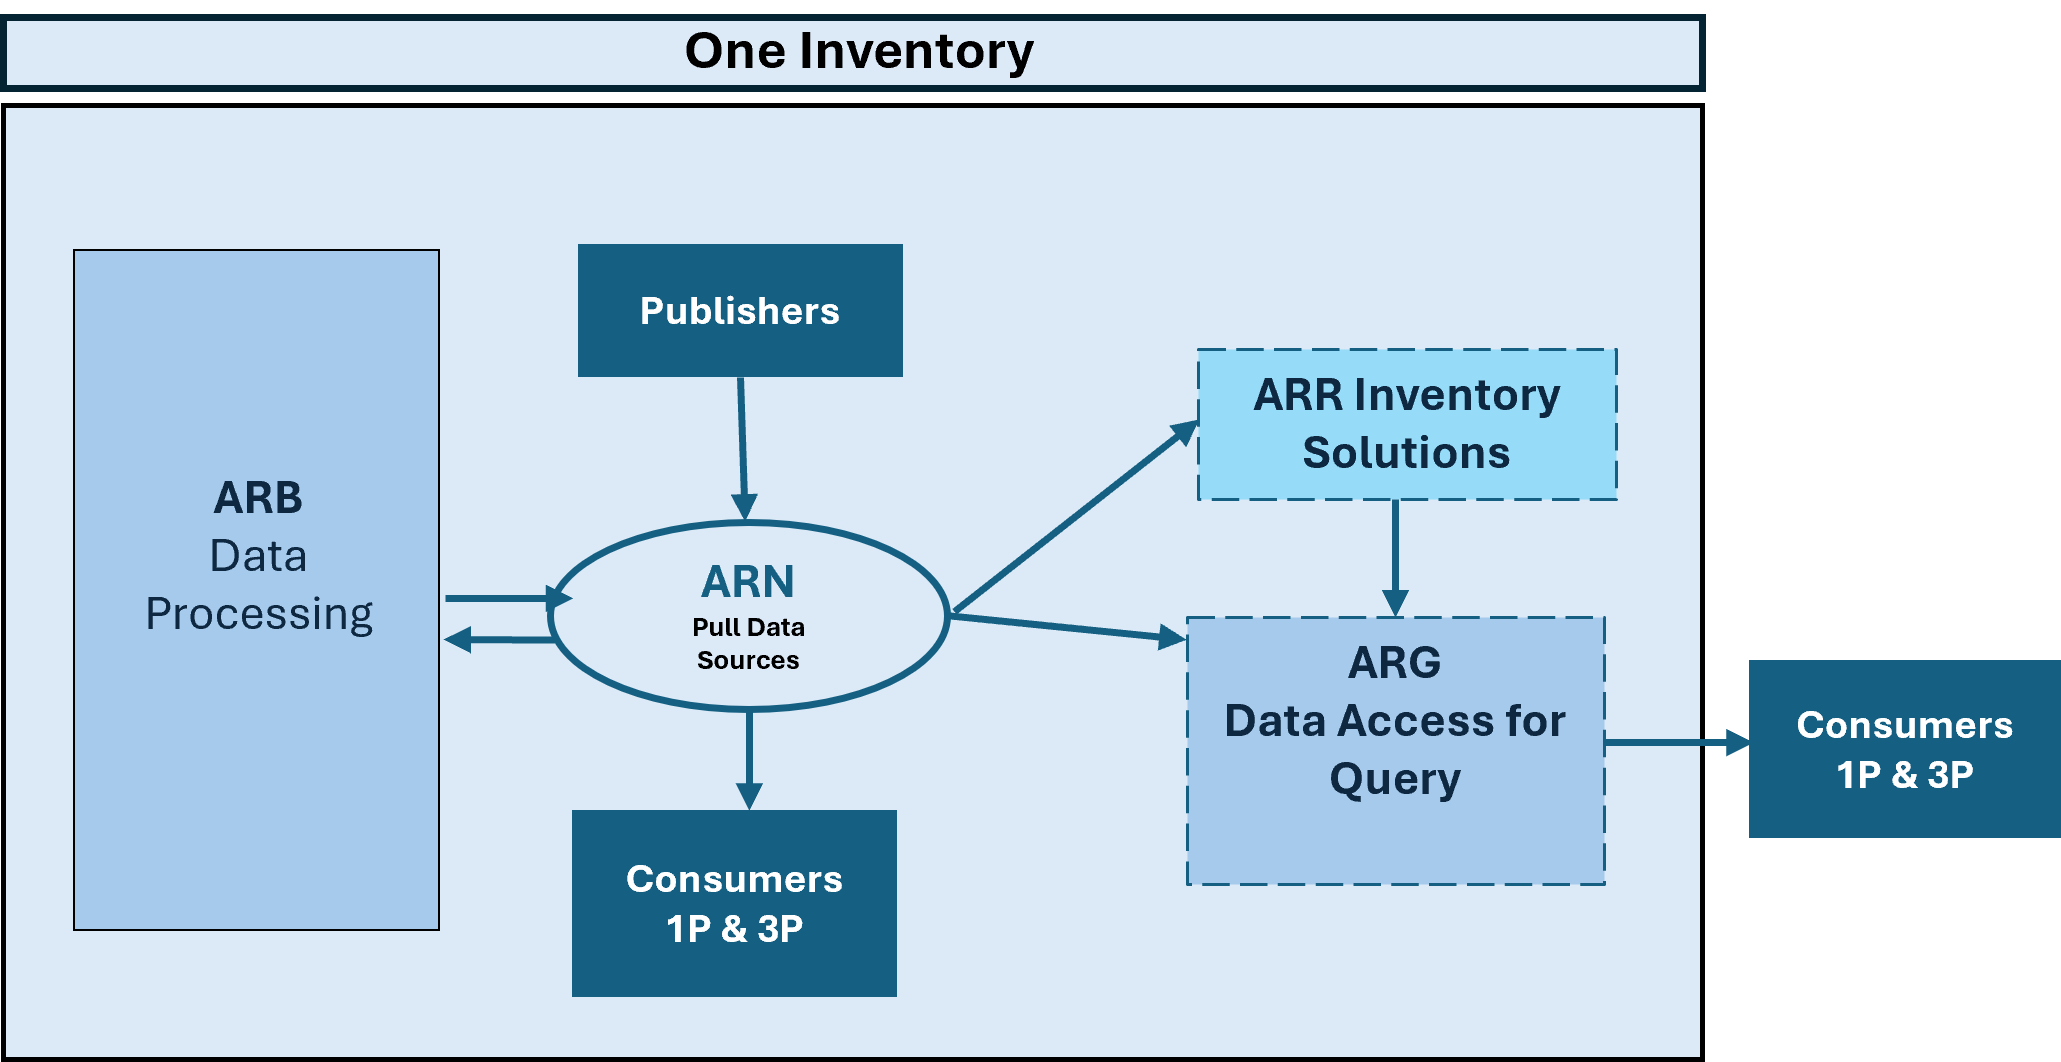 One Inventory
Publishers
ARB
Data
Processing
ARN
Pull Data
Sources
Consumers
1P & 3P
ARR Inventory
Solutions
ARG
Data Access for
Query
Consumers
1P & 3P